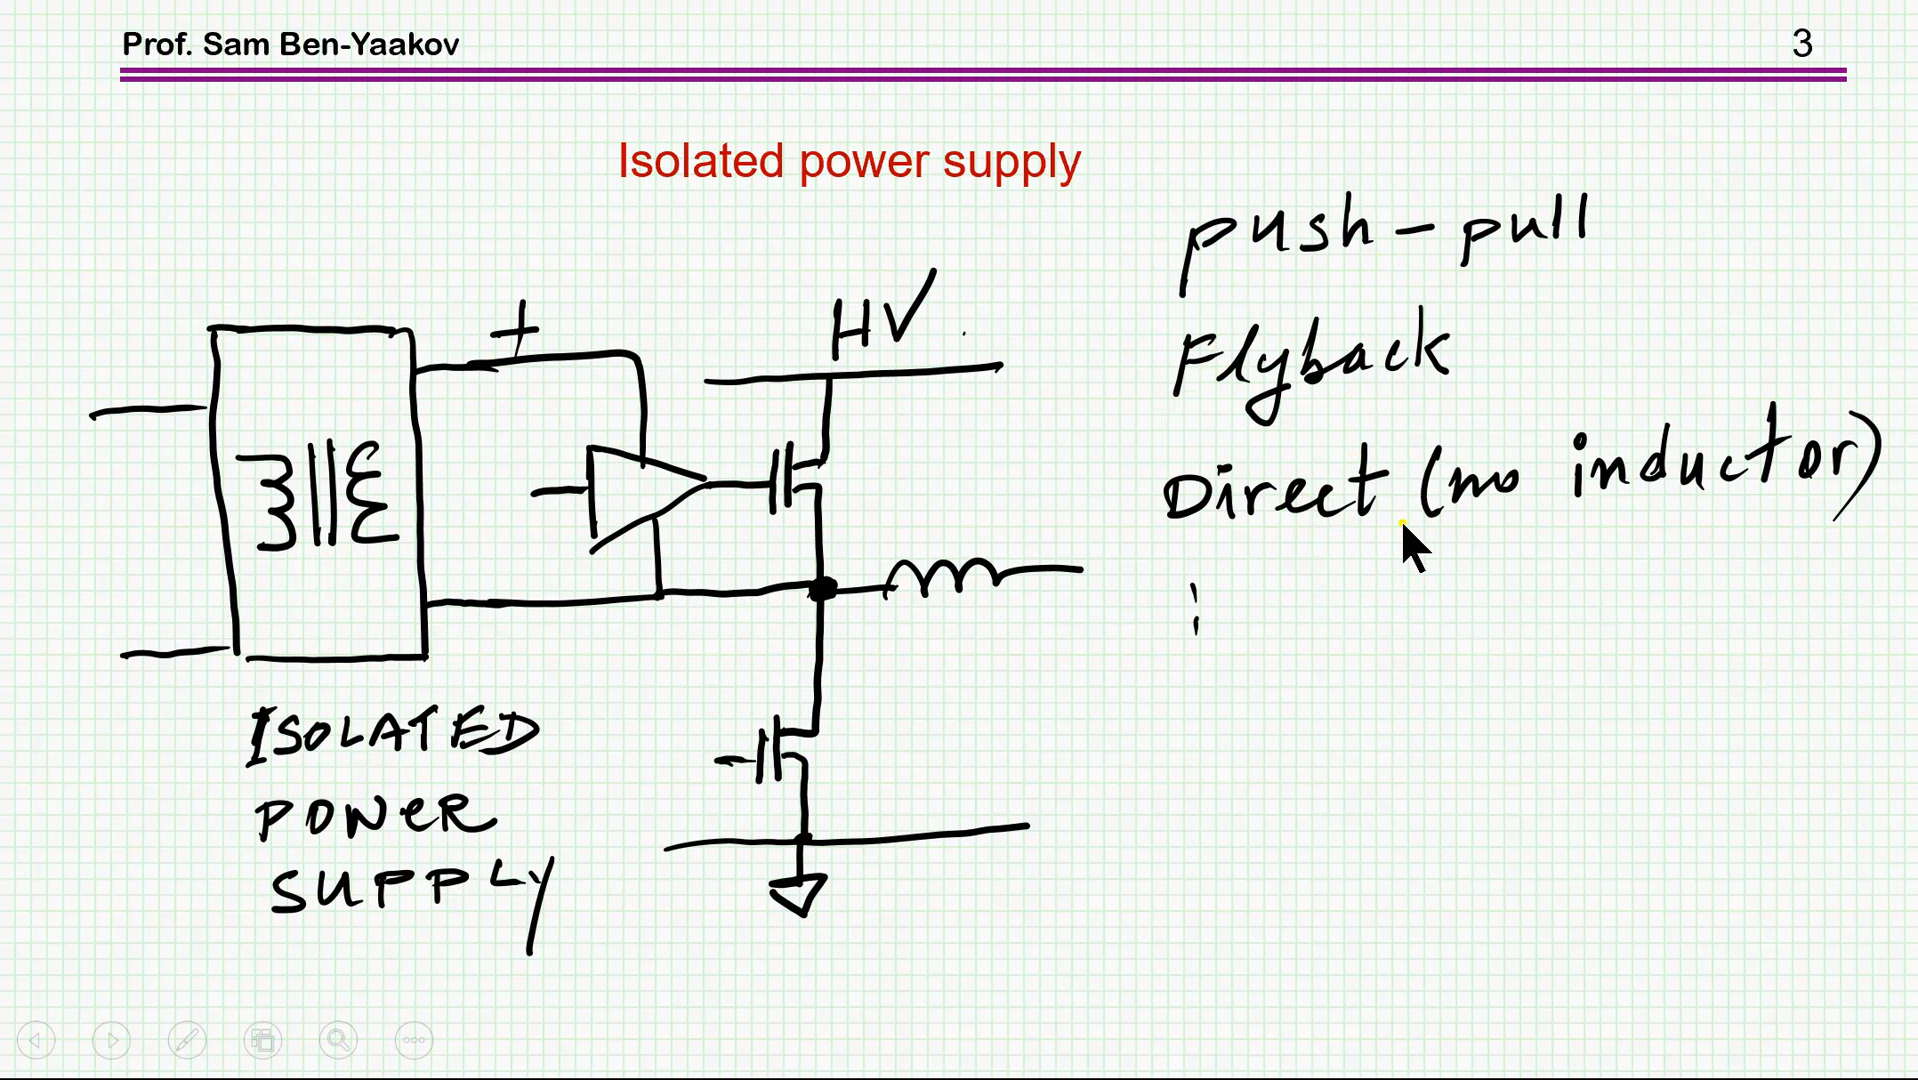 Prof. Sam Ben-Yaakov
3
Isolated power supply
push-pull
Flyback
Direct (no inductor)
+
HV
ISOLATED
POWER
SUPPLY